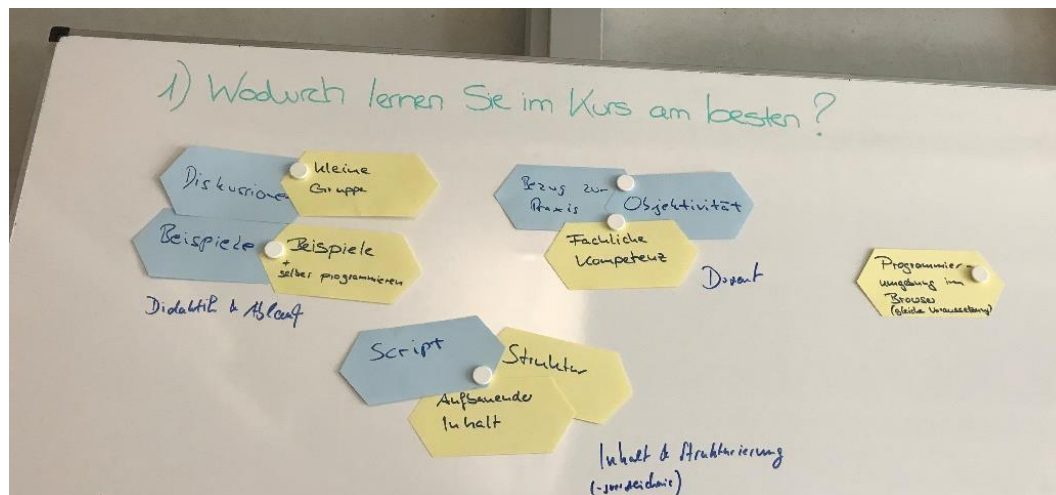 1) Wodurch lernen Sie im Kurs am besten?
Diskussionen
kleine
Gruppe
Beispiele
Beispiele
+
selber programmieren
Didaktik & Ablauf
Bezug zur
Praxis
Objektivität
Fachliche
Kompetenz
Dozent
Programmier
umgebung im
Browser
(gleiche Voraussetzung)
Script
Struktur
Aufbauender
Inhalt
Inhalt & Strukturierung